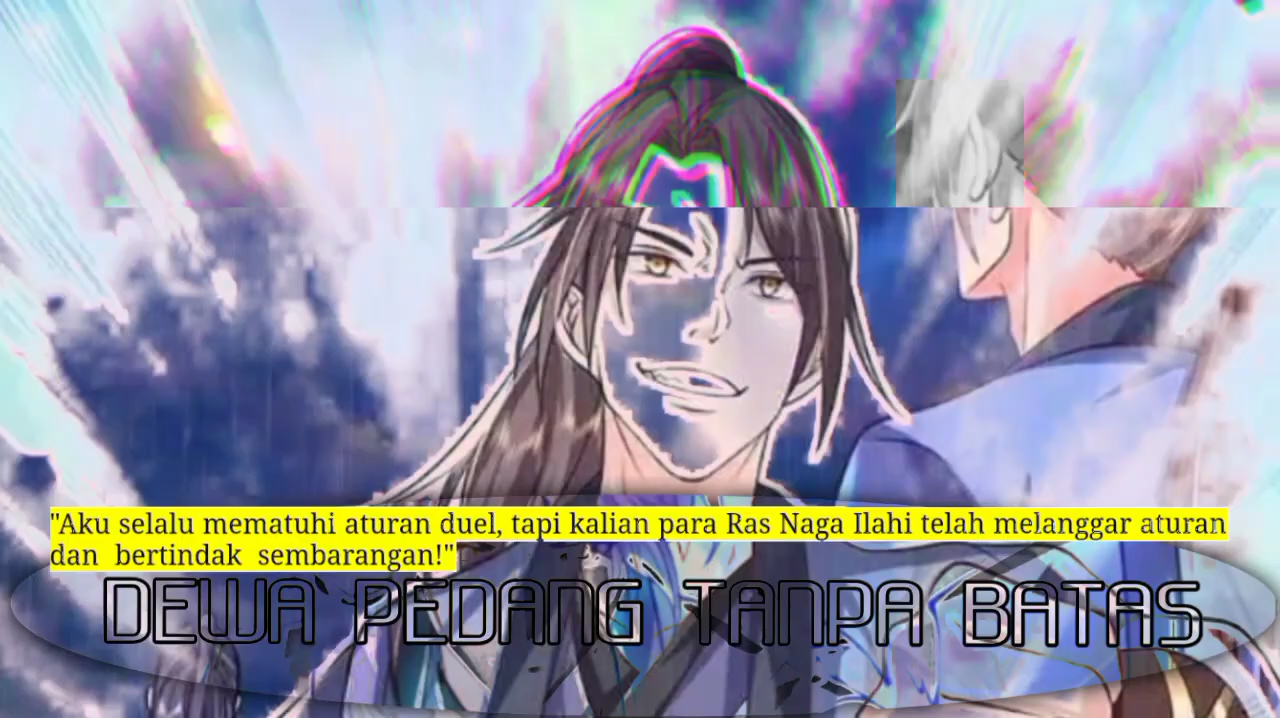 "Aku selalu mematuhi aturan duel, tapi kalian para Ras Naga Ilahi telah melanggar aturan
dan bertindak sembarangan!"
DEWA PEDANG TANPA BATAS